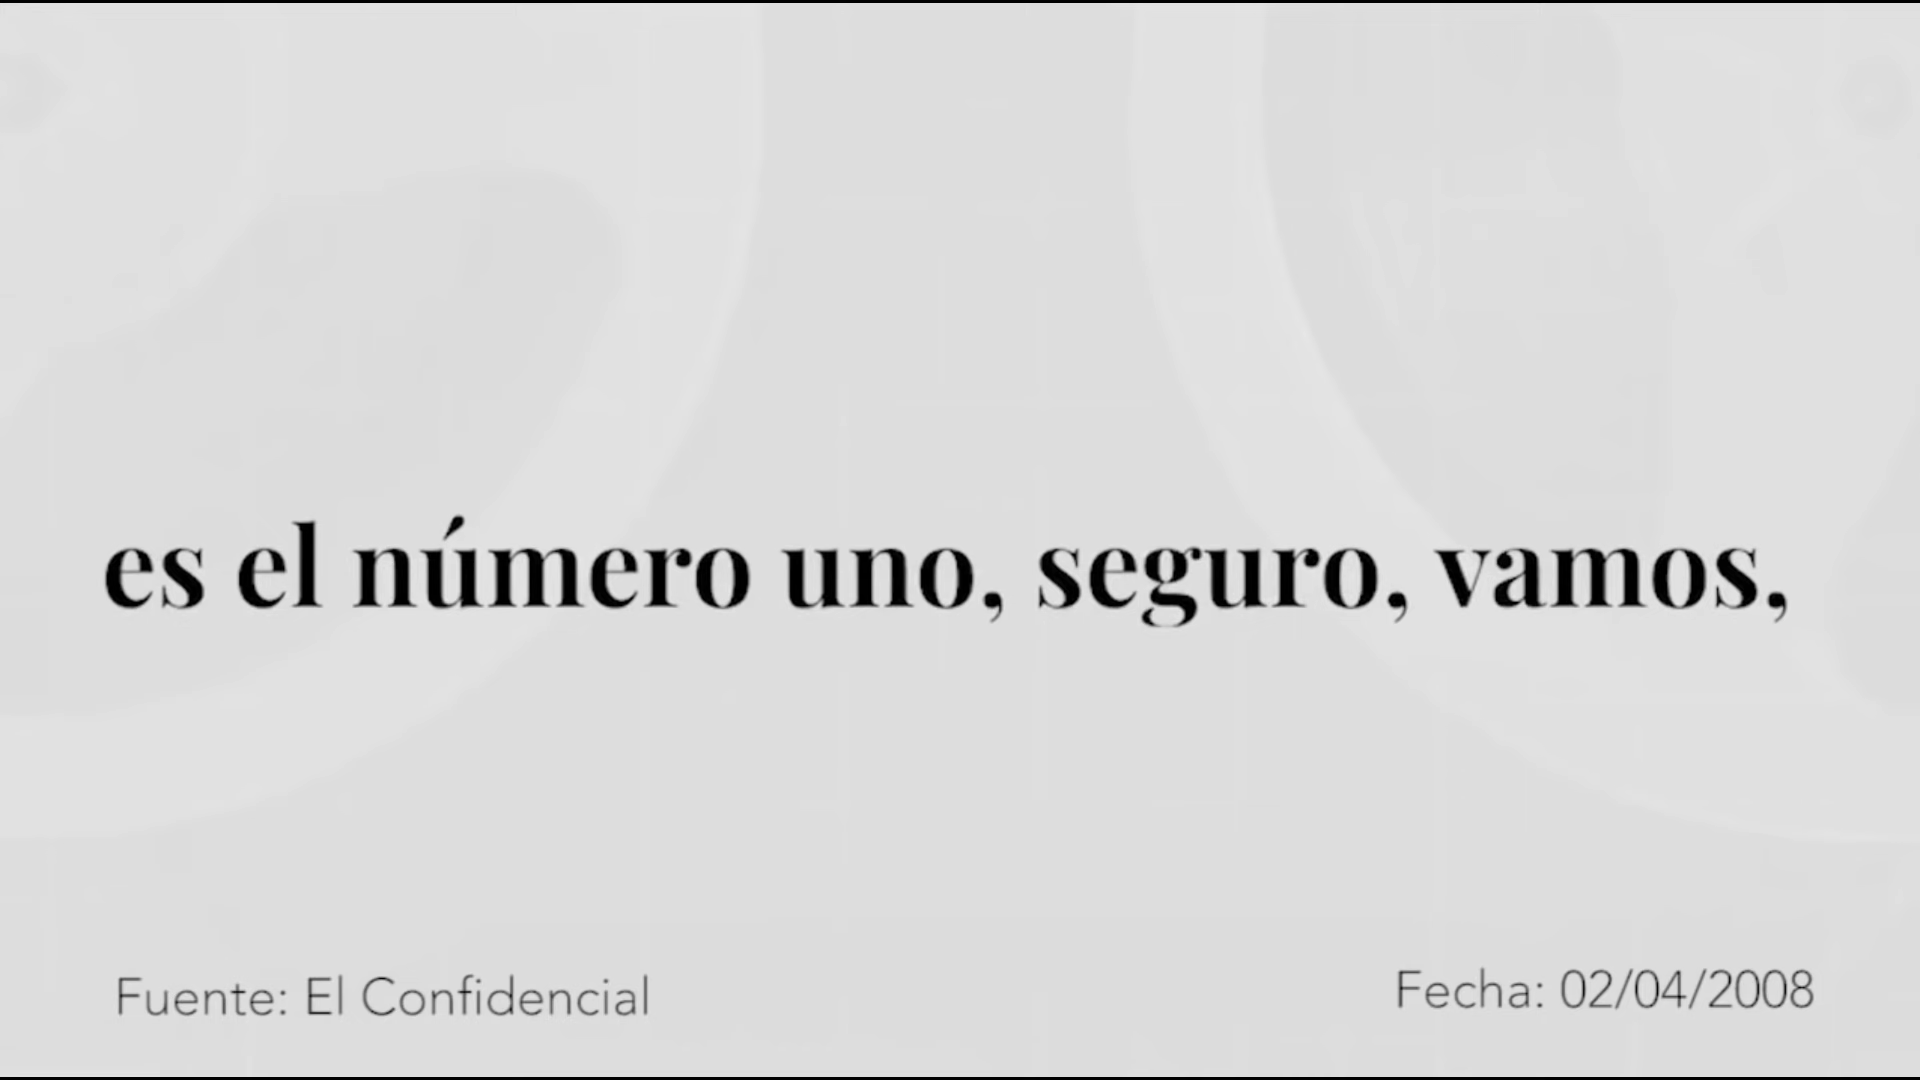 es el número uno, seguro, vamos,
Fuente: El Confidencial
Fecha: 02/04/2008